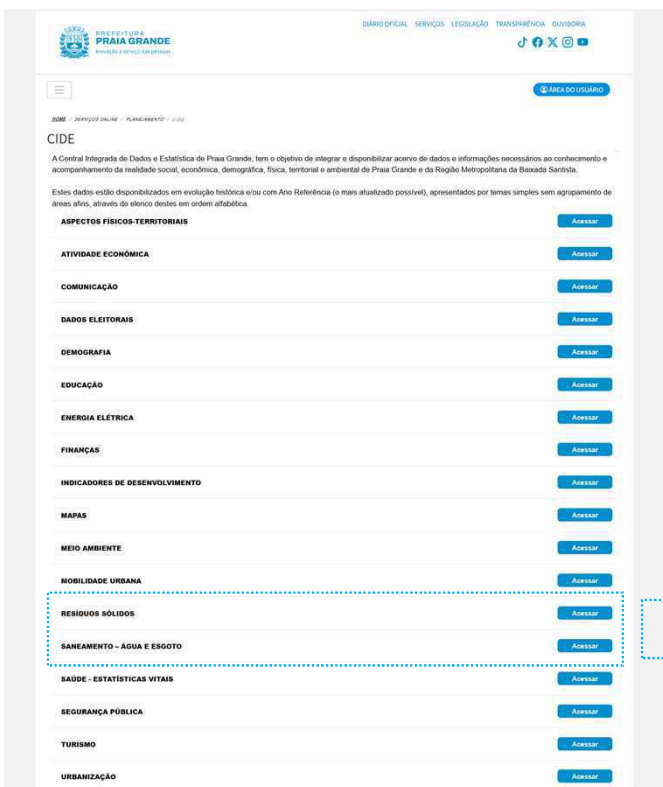 DIÁRIO OFICIAL SERVIÇOS LEGISLAÇÃO TRANSPARÊNCIA OUVIDORIA
PREFEITURA
PRAIA GRANDE
Inovação a serviço das pessoas
ÁREA DO USUÁRIO
HOME / SERVIÇOS ONLINE / PLANEJAMENTO / CIDE
CIDE
A Central Integrada de Dados e Estatística de Praia Grande, tem o objetivo de integrar e disponibilizar acervo de dados e informações necessários ao conhecimento e
acompanhamento da realidade social, econômica, demográfica, física, territorial e ambiental de Praia Grande e da Região Metropolitana da Baixada Santista.
Estes dados estão disponibilizados em evolução histórica e/ou com Ano Referência (o mais atualizado possível), apresentados por temas simples sem agrupamento de
áreas afins, através do elenco destes em ordem alfabética.
ASPECTOS FÍSICOS-TERRITORIAIS Acessar
ATIVIDADE ECONÔMICA Acessar
COMUNICAÇÃO Acessar
DADOS ELEITORAIS Acessar
DEMOGRAFIA Acessar
EDUCAÇÃO Acessar
ENERGIA ELÉTRICA Acessar
FINANÇAS Acessar
INDICADORES DE DESENVOLVIMENTO Acessar
MAPAS Acessar
MEIO AMBIENTE Acessar
MOBILIDADE URBANA Acessar
RESÍDUOS SÓLIDOS Acessar
SANEAMENTO – ÁGUA E ESGOTO Acessar
SAÚDE - ESTATÍSTICAS VITAIS Acessar
SEGURANÇA PÚBLICA Acessar
TURISMO Acessar
URBANIZAÇÃO Acessar